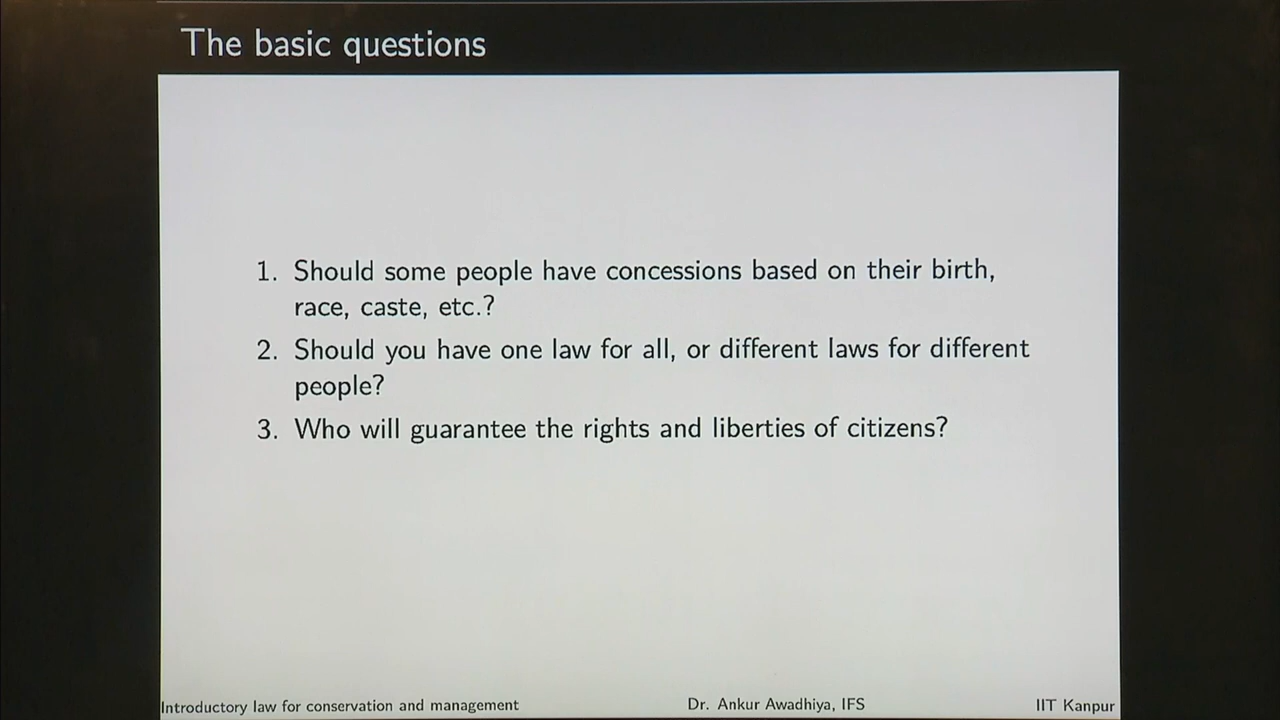 The basic questions
1. Should some people have concessions based on their birth,
race, caste, etc.?
2. Should you have one law for all, or different laws for different
people?
3. Who will guarantee the rights and liberties of citizens?
Introductory law for conservation and management Dr. Ankur Awadhiya, IFS IIT Kanpur